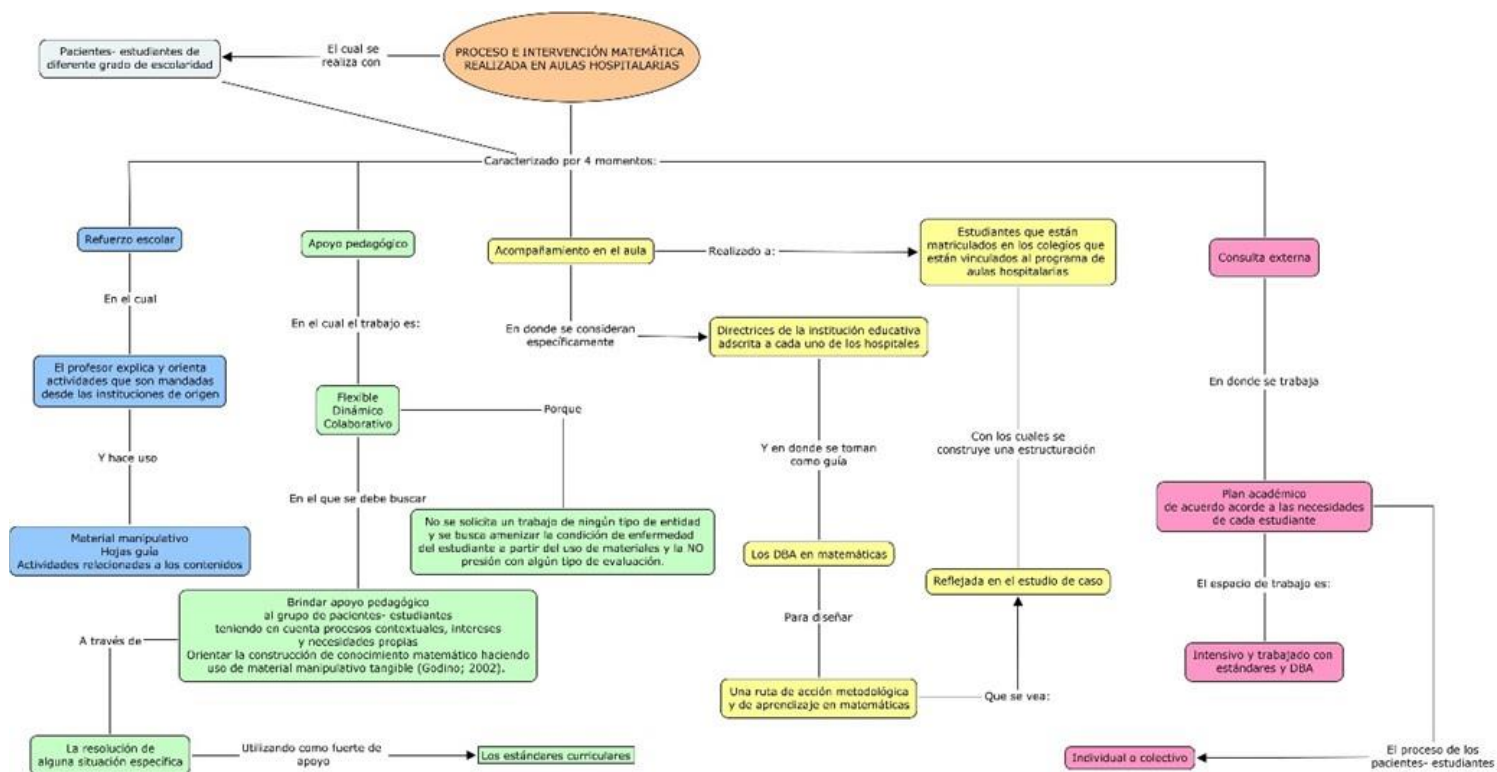 PROCESO E INTERVENCIÓN MATEMÁTICA
REALIZADA EN AULAS HOSPITALARIAS
El cual se
realiza con
Pacientes- estudiantes de
diferente grado de escolaridad
Caracterizado por 4 momentos:
Refuerzo escolar
En el cual
El profesor explica y orienta
actividades que son mandadas
desde las instituciones de origen
Y hace uso
Material manipulativo
Hojas guía
Actividades relacionadas a los contenidos
Apoyo pedagógico
En el cual el trabajo es:
Flexible
Dinámico
Colaborativo
Porque
No se solicita un trabajo de ningún tipo de entidad
y se busca amenizar la condición de enfermedad
del estudiante a partir del uso de materiales y la NO
presión con algún tipo de evaluación.
En el que se debe buscar
Brindar apoyo pedagógico
al grupo de pacientes- estudiantes
teniendo en cuenta procesos contextuales, intereses
y necesidades propias
Orientar la construcción de conocimiento matemático haciendo
uso de material manipulativo tangible (Godino; 2002).
A través de
La resolución de
alguna situación específica
Utilizando como fuerte de
apoyo
Los estándares curriculares
Acompañamiento en el aula
Realizado a:
Estudiantes que están
matriculados en los colegios que
están vinculados al programa de
aulas hospitalarias
En donde se consideran
específicamente
Directrices de la institución educativa
adscrita a cada uno de los hospitales
Y en donde se toman
como guía
Los DBA en matemáticas
Para diseñar
Una ruta de acción metodológica
y de aprendizaje en matemáticas
Que se vea:
Con los cuales se
construye una estructuración
Reflejada en el estudio de caso
Consulta externa
En donde se trabaja
Plan académico
de acuerdo acorde a las necesidades
de cada estudiante
El espacio de trabajo es:
Intensivo y trabajado con
estándares y DBA
El proceso de los
pacientes- estudiantes
Individual o colectivo